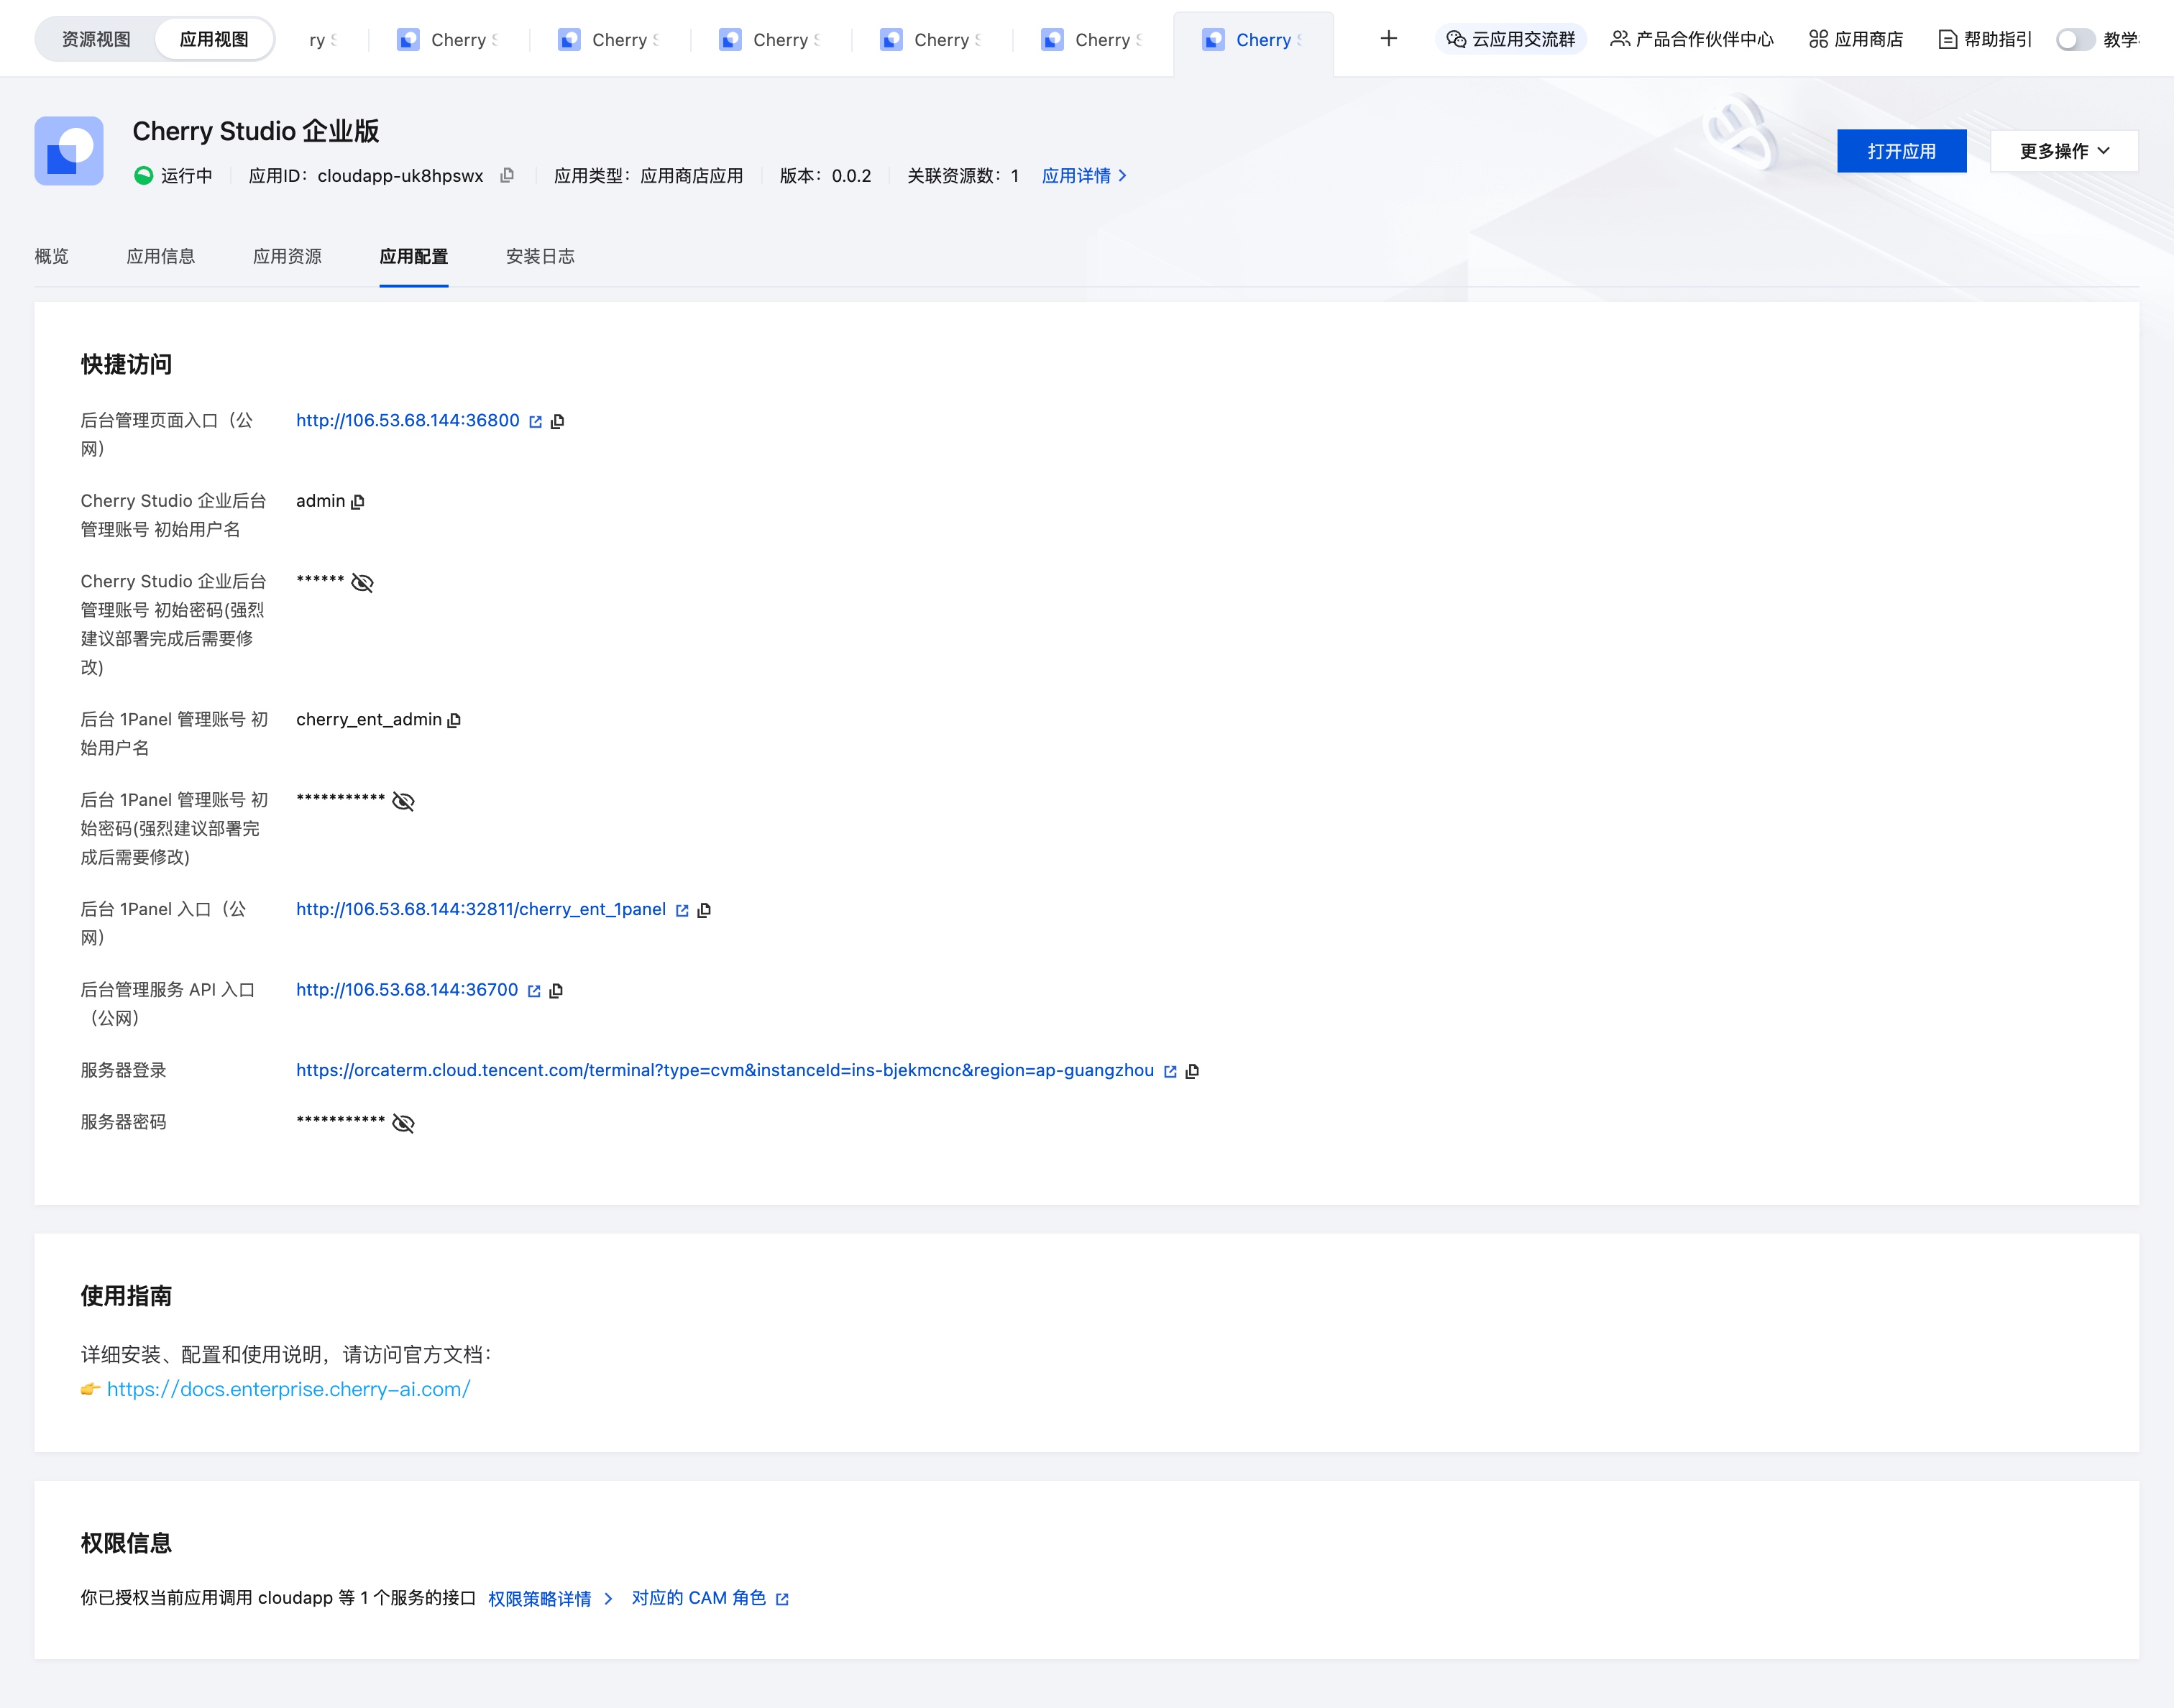 资源视图
应用视图
ry
Cherry
Cherry
Cherry
Cherry
Cherry
Cherry
云应用交流群
产品合作伙伴中心
应用商店
帮助指引
教学
Cherry Studio 企业版
运行中
应用ID：cloudapp-uk8hpswx
应用类型：应用商店应用
版本：0.0.2
关联资源数：1
应用详情
打开应用
更多操作
概览
应用信息
应用资源
应用配置
安装日志
快捷访问
后台管理页面入口（公
网）
http://106.53.68.144:36800
Cherry Studio 企业后台
管理账号 初始用户名
admin
Cherry Studio 企业后台
管理账号 初始密码(强烈
建议部署完成后需要修
改)
******
后台 1Panel 管理账号 初
始用户名
cherry_ent_admin
后台 1Panel 管理账号 初
始密码(强烈建议部署完
成后需要修改)
***********
后台 1Panel 入口（公
网）
http://106.53.68.144:32811/cherry_ent_1panel
后台管理服务 API 入口
（公网）
http://106.53.68.144:36700
服务器登录
https://orcaterm.cloud.tencent.com/terminal?type=cvm&instanceId=ins-bjekmcnc&region=ap-guangzhou
服务器密码
***********
使用指南
详细安装、配置和使用说明，请访问官方文档：
👉 https://docs.enterprise.cherry-ai.com/
权限信息
你已授权当前应用调用 cloudapp 等 1 个服务的接口
权限策略详情
对应的 CAM 角色